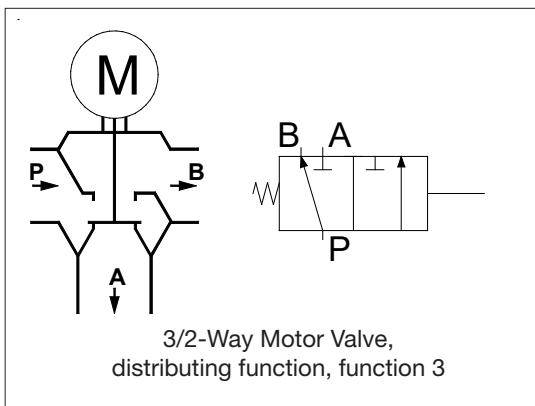 M
P
B
A
B A
P
3/2-Way Motor Valve,
distributing function, function 3